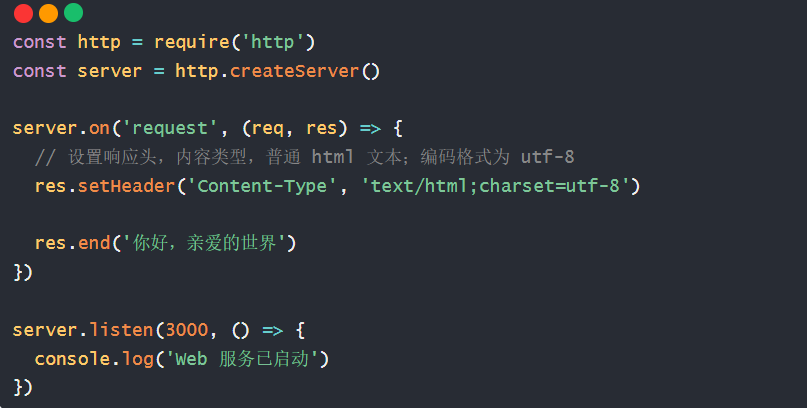 const http = require('http')
const server = http.createServer()

server.on('request', (req, res) => {
  // 设置响应头，内容类型，普通 html 文本；编码格式为 utf-8
  res.setHeader('Content-Type', 'text/html;charset=utf-8')

  res.end('你好，亲爱的世界')
})

server.listen(3000, () => {
  console.log('Web 服务已启动')
})